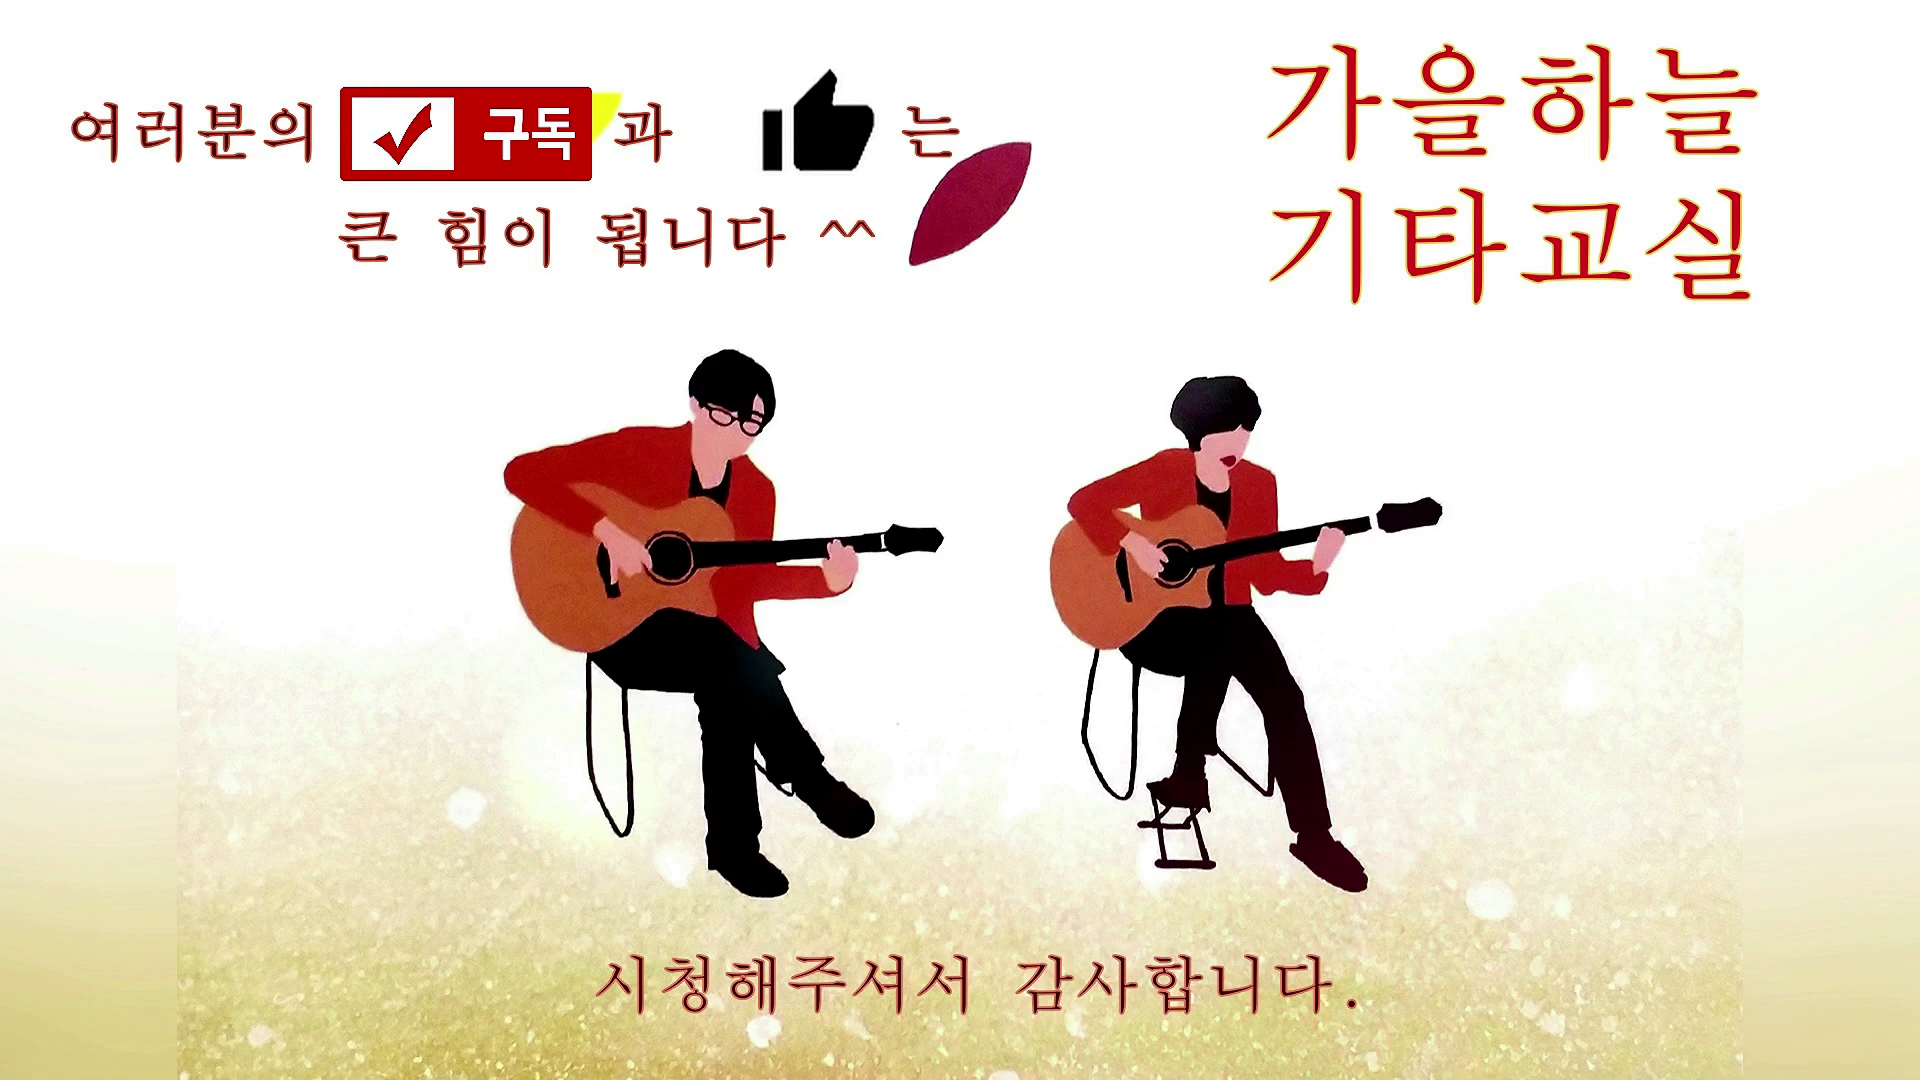 여러분의 구독과 는
큰 힘이 됩니다 ^^
가을하늘
기타교실
시청해주셔서 감사합니다.